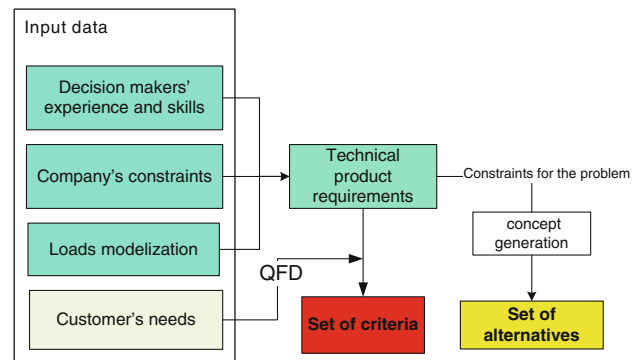 Input data
Decision makers'
experience and skills
Company's constraints
Loads modelization
Customer's needs
Technical
product
requirements
Constraints for the problem
concept
generation
QFD
Set of criteria
Set of
alternatives